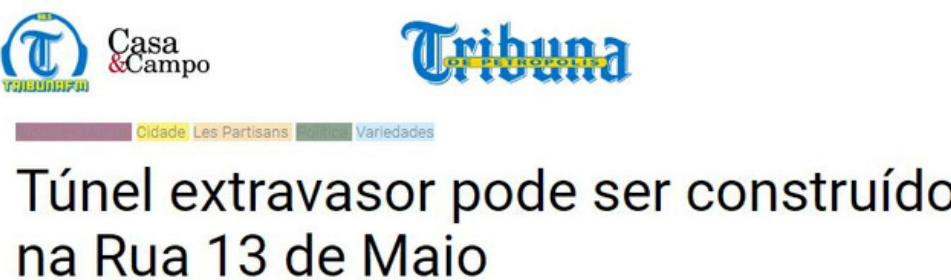 TRIBUNAFM
Casa
&Campo
Tribuna
DE PETROPOLIS
Cidade Les Partisans Política Variedades
Túnel extravasor pode ser construído
na Rua 13 de Maio